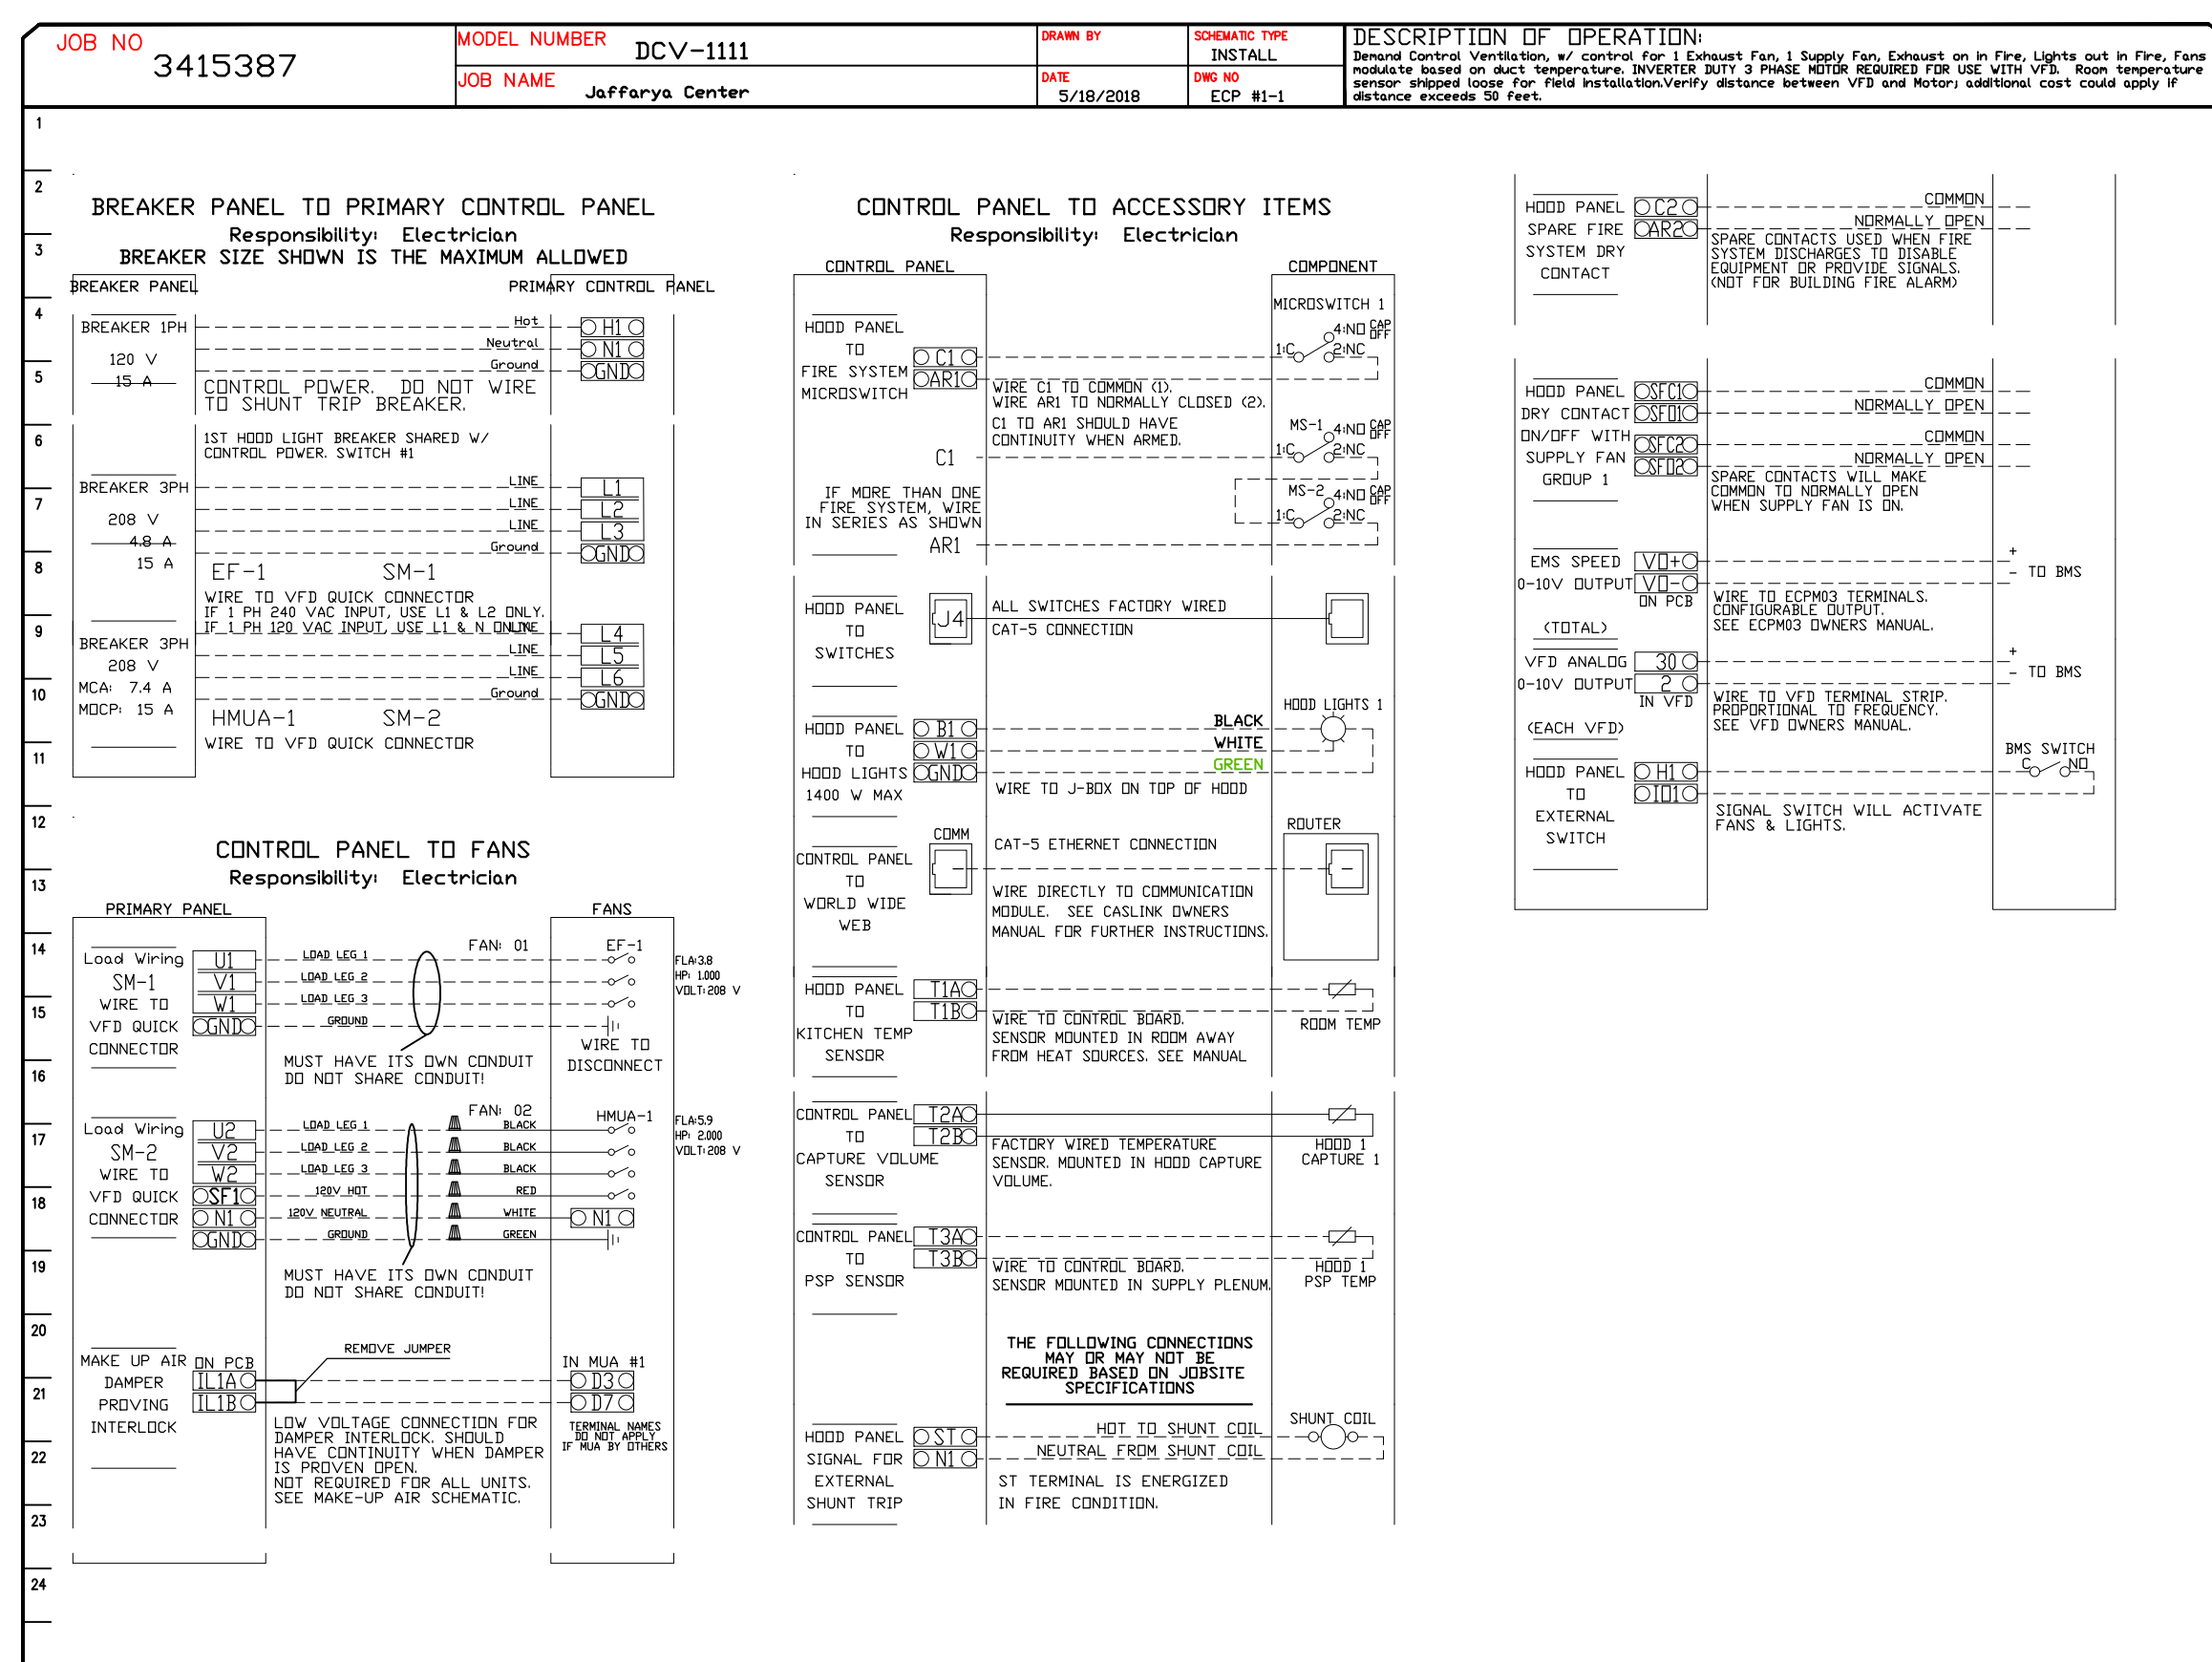 JOB NO
3415387
MODEL NUMBER
DCV-1111
JOB NAME
Jaffarya Center
DRAWN BY
DATE
5/18/2018
SCHEMATIC TYPE
INSTALL
DWG NO
ECP #1-1
DESCRIPTION OF OPERATION:
Demand Control Ventilation, w/ control for 1 Exhaust Fan, 1 Supply Fan, Exhaust on in Fire, Lights out in Fire, Fans
modulate based on duct temperature. INVERTER DUTY 3 PHASE MOTOR REQUIRED FOR USE WITH VFD. Room temperature
sensor shipped loose for field installation.Verify distance between VFD and Motor; additional cost could apply if
distance exceeds 50 feet.
1
2
3
4
5
6
7
8
9
10
11
12
13
14
15
16
17
18
19
20
21
22
23
24
BREAKER PANEL TO PRIMARY CONTROL PANEL
Responsibility: Electrician
BREAKER SIZE SHOWN IS THE MAXIMUM ALLOWED
BREAKER PANEL
PRIMARY CONTROL PANEL
BREAKER 1PH
120 V
15 A
Hot
H1
Neutral
N1
Ground
GND
CONTROL POWER. DO NOT WIRE
TO SHUNT TRIP BREAKER.
1ST HOOD LIGHT BREAKER SHARED W/
CONTROL POWER. SWITCH #1
BREAKER 3PH
208 V
4.8 A
15 A
LINE
L1
LINE
L2
LINE
L3
Ground
GND
EF-1
SM-1
WIRE TO VFD QUICK CONNECTOR
IF 1 PH 240 VAC INPUT, USE L1 & L2 ONLY.
IF 1 PH 120 VAC INPUT, USE L1 & N ONLY.
BREAKER 3PH
208 V
MCA: 7.4 A
MOCP: 15 A
LINE
L4
LINE
L5
LINE
L6
Ground
GND
HMUA-1
SM-2
WIRE TO VFD QUICK CONNECTOR
CONTROL PANEL TO FANS
Responsibility: Electrician
PRIMARY PANEL
FANS
Load Wiring
SM-1
WIRE TO
VFD QUICK
CONNECTOR
U1
V1
W1
GND
LOAD LEG 1
LOAD LEG 2
LOAD LEG 3
GROUND
FAN: 01
EF-1
FLA:3.8
HP: 1.000
VOLT:208 V
WIRE TO
DISCONNECT
MUST HAVE ITS OWN CONDUIT
DO NOT SHARE CONDUIT!
Load Wiring
SM-2
WIRE TO
VFD QUICK
CONNECTOR
U2
V2
W2
SF1
N1
GND
LOAD LEG 1
LOAD LEG 2
LOAD LEG 3
120V HOT
120V NEUTRAL
GROUND
FAN: 02
BLACK
BLACK
BLACK
RED
WHITE
GREEN
HMUA-1
N1
FLA:5.9
HP: 2.000
VOLT:208 V
MUST HAVE ITS OWN CONDUIT
DO NOT SHARE CONDUIT!
MAKE UP AIR
DAMPER
PROVING
INTERLOCK
ON PCB
IL1A
IL1B
REMOVE JUMPER
IN MUA #1
D3
D7
TERMINAL NAMES
DO NOT APPLY
IF MUA BY OTHERS
LOW VOLTAGE CONNECTION FOR
DAMPER INTERLOCK. SHOULD
HAVE CONTINUITY WHEN DAMPER
IS PROVEN OPEN.
NOT REQUIRED FOR ALL UNITS.
SEE MAKE-UP AIR SCHEMATIC.
CONTROL PANEL TO ACCESSORY ITEMS
Responsibility: Electrician
CONTROL PANEL
COMPONENT
HOOD PANEL
TO
FIRE SYSTEM
MICROSWITCH
C1
AR1
MICROSWITCH 1
4:NO CAP OFF
1:C
2:NC
WIRE C1 TO COMMON (1).
WIRE AR1 TO NORMALLY CLOSED (2).
C1 TO AR1 SHOULD HAVE
CONTINUITY WHEN ARMED.
C1
MS-1
4:NO CAP OFF
1:C
2:NC
IF MORE THAN ONE
FIRE SYSTEM, WIRE
IN SERIES AS SHOWN
AR1
MS-2
4:NO CAP OFF
1:C
2:NC
HOOD PANEL
TO
SWITCHES
J4
ALL SWITCHES FACTORY WIRED
CAT-5 CONNECTION
HOOD PANEL
TO
HOOD LIGHTS
1400 W MAX
B1
W1
GND
BLACK
WHITE
GREEN
HOOD LIGHTS 1
WIRE TO J-BOX ON TOP OF HOOD
CONTROL PANEL
TO
WORLD WIDE
WEB
COMM
CAT-5 ETHERNET CONNECTION
ROUTER
WIRE DIRECTLY TO COMMUNICATION
MODULE. SEE CASLINK OWNERS
MANUAL FOR FURTHER INSTRUCTIONS.
HOOD PANEL
TO
KITCHEN TEMP
SENSOR
T1A
T1B
WIRE TO CONTROL BOARD.
SENSOR MOUNTED IN ROOM AWAY
FROM HEAT SOURCES. SEE MANUAL
ROOM TEMP
CONTROL PANEL
TO
CAPTURE VOLUME
SENSOR
T2A
T2B
FACTORY WIRED TEMPERATURE
SENSOR. MOUNTED IN HOOD CAPTURE
VOLUME.
HOOD 1
CAPTURE 1
CONTROL PANEL
TO
PSP SENSOR
T3A
T3B
WIRE TO CONTROL BOARD.
SENSOR MOUNTED IN SUPPLY PLENUM.
HOOD 1
PSP TEMP
THE FOLLOWING CONNECTIONS
MAY OR MAY NOT BE
REQUIRED BASED ON JOBSITE
SPECIFICATIONS
HOOD PANEL
SIGNAL FOR
EXTERNAL
SHUNT TRIP
ST
N1
HOT TO SHUNT COIL
NEUTRAL FROM SHUNT COIL
SHUNT COIL
ST TERMINAL IS ENERGIZED
IN FIRE CONDITION.
HOOD PANEL
SPARE FIRE
SYSTEM DRY
CONTACT
C2
AR2
COMMON
NORMALLY OPEN
SPARE CONTACTS USED WHEN FIRE
SYSTEM DISCHARGES TO DISABLE
EQUIPMENT OR PROVIDE SIGNALS.
(NOT FOR BUILDING FIRE ALARM)
HOOD PANEL
DRY CONTACT
ON/OFF WITH
SUPPLY FAN
GROUP 1
SFC1
SFO1
SFC2
SFO2
COMMON
NORMALLY OPEN
COMMON
NORMALLY OPEN
SPARE CONTACTS WILL MAKE
COMMON TO NORMALLY OPEN
WHEN SUPPLY FAN IS ON.
EMS SPEED
0-10V OUTPUT
(TOTAL)
VO+
VO-
ON PCB
+
- TO BMS
WIRE TO ECPM03 TERMINALS.
CONFIGURABLE OUTPUT.
SEE ECPM03 OWNERS MANUAL.
VFD ANALOG
0-10V OUTPUT
(EACH VFD)
30
2
IN VFD
+
- TO BMS
WIRE TO VFD TERMINAL STRIP.
PROPORTIONAL TO FREQUENCY.
SEE VFD OWNERS MANUAL.
HOOD PANEL
TO
EXTERNAL
SWITCH
H1
IO1
BMS SWITCH
C
NO
SIGNAL SWITCH WILL ACTIVATE
FANS & LIGHTS.